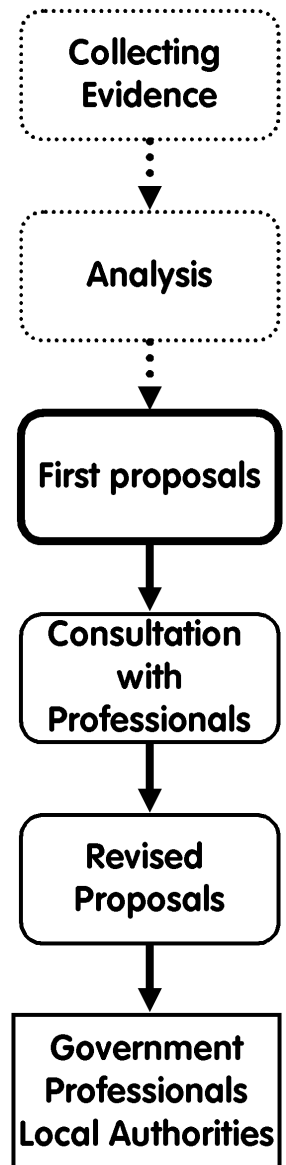 Collecting
Evidence
Analysis
First proposals
Consultation
with
Professionals
Revised
Proposals
Government
Professionals
Local Authorities